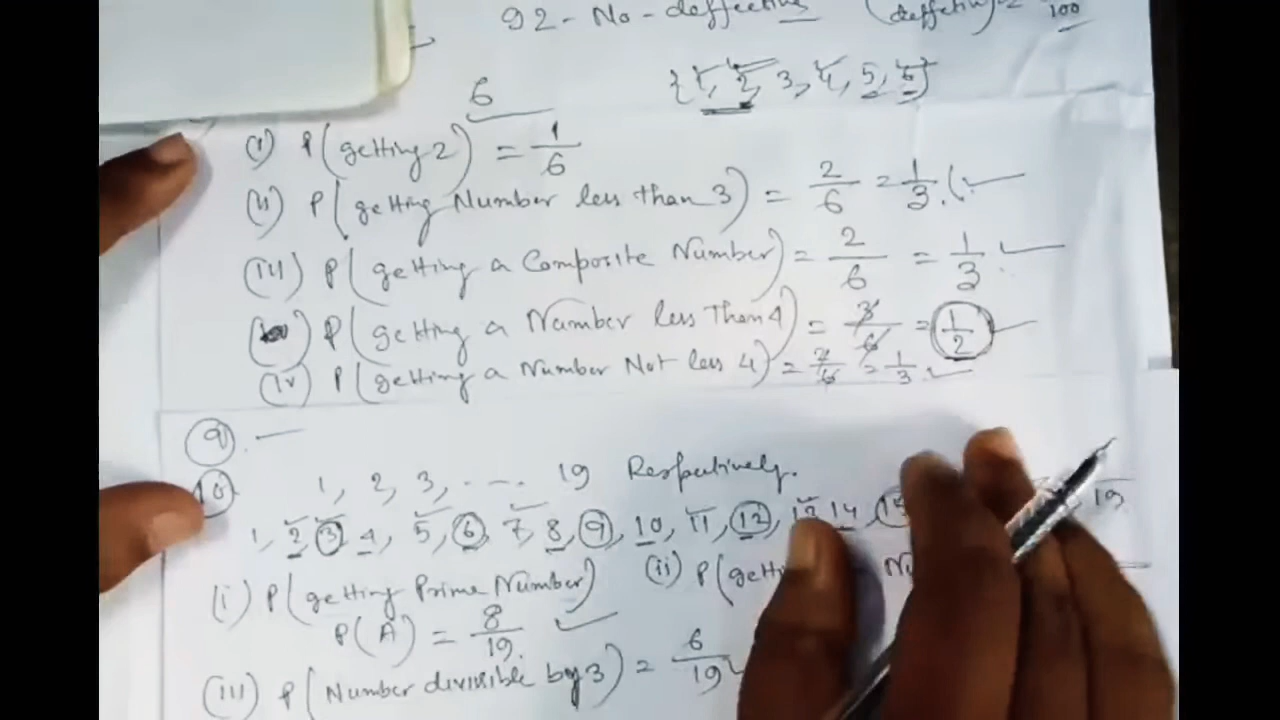 92 - No - deffective (deffetin) = 100
{1, 2, 3, 4, 5, 6}
6
(i) P(getting 2) = 1/6
(ii) P(getting Number less than 3) = 2/6 = 1/3.
(iii) P(getting a Composite Number) = 2/6 = 1/3.
P(getting a Number less Than 4) = 3/6 = 1/2
(iv) P(getting a Number Not less 4) = 2/6 = 1/3.
9 -
10
1, 2, 3, .... 19 Respectively.
1, 2, 3, 4, 5, 6, 7, 8, 9, 10, 11, 12, 13, 14, 15 19
(i) P(getting Prime Number) (ii) P(gett
P(A) = 8/19.
(iii) P(Number divisible by 3) = 6/19